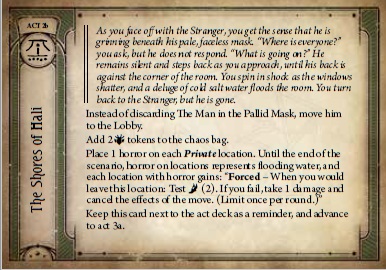 ACT 2b
The Shores of Hali
As you face off with the Stranger, you get the sense that he is
grinning beneath his pale, faceless mask. "Where is everyone?"
you ask, but he does not respond. "What is going on?" He
remains silent and steps back as you approach, until his back is
against the corner of the room. You spin in shock as the windows
shatter, and a deluge of cold salt water floods the room. You turn
back to the Stranger, but he is gone.
Instead of discarding The Man in the Pallid Mask, move him
to the Lobby.
Add 2 tokens to the chaos bag.
Place 1 horror on each Private location. Until the end of the
scenario, horror on locations represents flooding water, and
each location with horror gains: "Forced – When you would
leave this location: Test (2). If you fail, take 1 damage and
cancel the effects of the move. (Limit once per round.)"
Keep this card next to the act deck as a reminder, and advance
to act 3a.